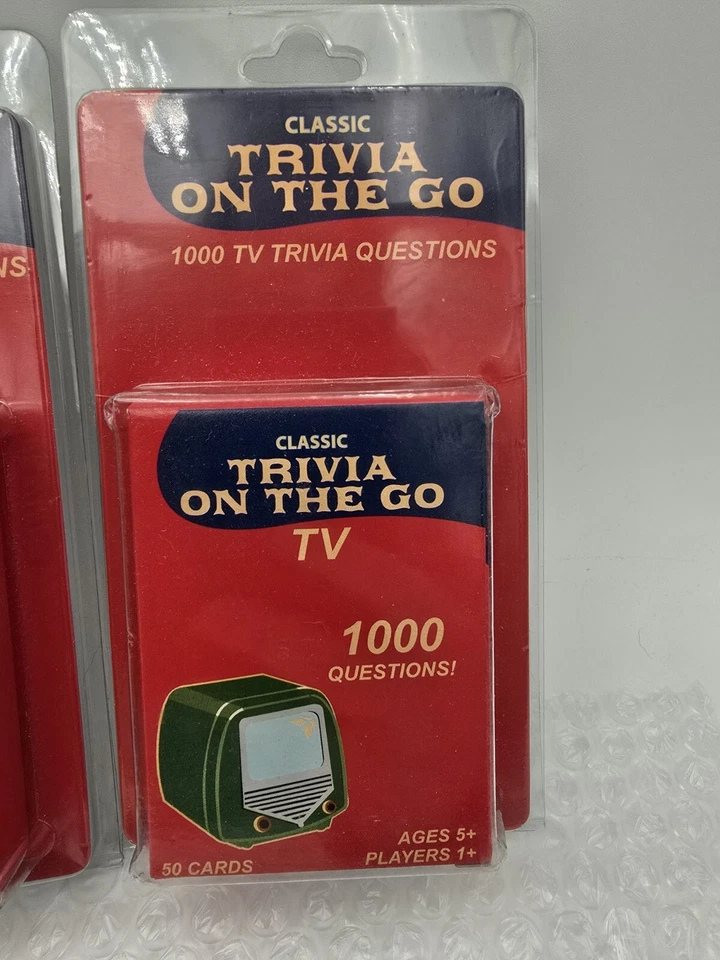 CLASSIC
TRIVIA
ON THE GO
1000 TV TRIVIA QUESTIONS
NS
CLASSIC
TRIVIA
ON THE GO
TV
1000
QUESTIONS!
50 CARDS
AGES 5+
PLAYERS 1+